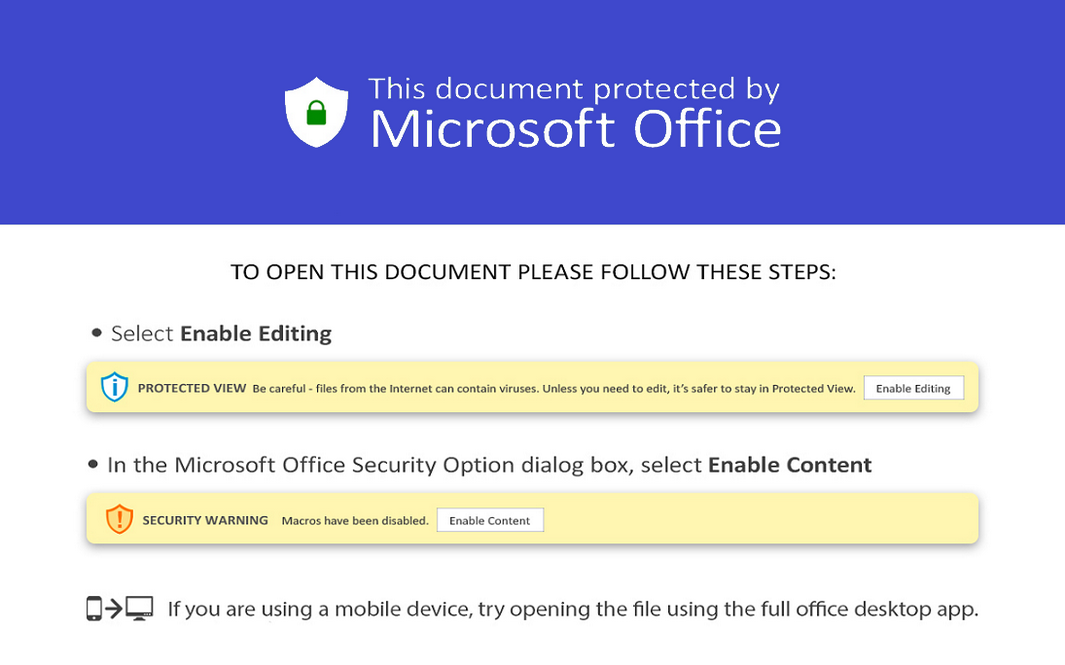 This document protected by
Microsoft Office
TO OPEN THIS DOCUMENT PLEASE FOLLOW THESE STEPS:
• Select Enable Editing
PROTECTED VIEW Be careful - files from the Internet can contain viruses. Unless you need to edit, it's safer to stay in Protected View. Enable Editing
• In the Microsoft Office Security Option dialog box, select Enable Content
SECURITY WARNING Macros have been disabled. Enable Content
If you are using a mobile device, try opening the file using the full office desktop app.